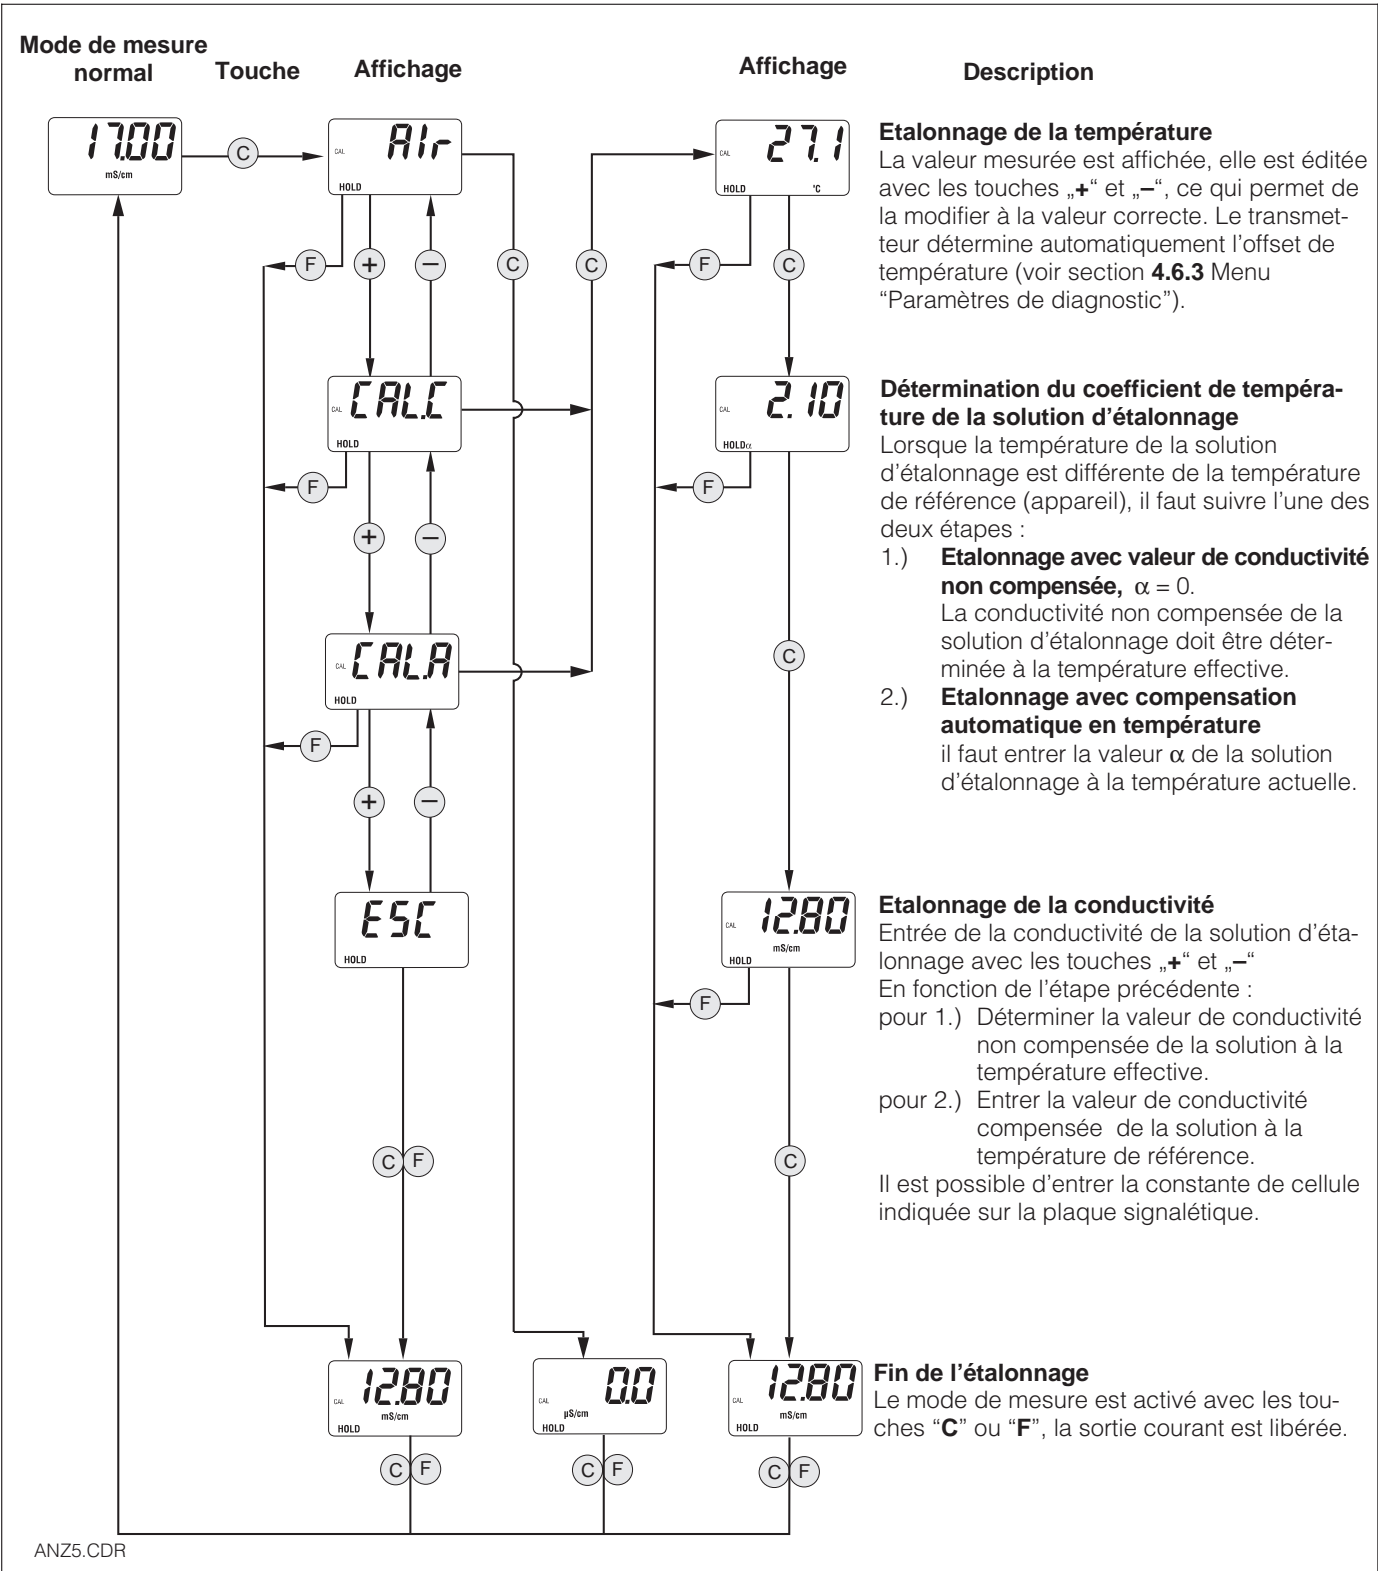 Mode de mesure
normal
Touche
Affichage
Affichage
Description
17.00
mS/cm
C
CAL
AIr
HOLD
F
+
–
C
C
CAL
CAL.C
HOLD
F
+
–
CAL
CAL.A
HOLD
F
+
–
ESC
HOLD
C F
CAL
12.80
mS/cm
HOLD
C F
CAL
0.0
µS/cm
HOLD
C F
CAL
27.1
HOLD °C
F
C
CAL
2.10
HOLDα
F
C
CAL
12.80
mS/cm
HOLD
F
C
CAL
12.80
mS/cm
HOLD
C F
Etalonnage de la température
La valeur mesurée est affichée, elle est éditée
avec les touches „+“ et „–“, ce qui permet de
la modifier à la valeur correcte. Le transmet-
teur détermine automatiquement l’offset de
température (voir section 4.6.3 Menu
“Paramètres de diagnostic”).
Détermination du coefficient de tempéra-
ture de la solution d’étalonnage
Lorsque la température de la solution
d’étalonnage est différente de la température
de référence (appareil), il faut suivre l’une des
deux étapes :
1.) Etalonnage avec valeur de conductivité
non compensée, α = 0.
La conductivité non compensée de la
solution d’étalonnage doit être déter-
minée à la température effective.
2.) Etalonnage avec compensation
automatique en température
il faut entrer la valeur α de la solution
d’étalonnage à la température actuelle.
Etalonnage de la conductivité
Entrée de la conductivité de la solution d’éta-
lonnage avec les touches „+“ et „–“
En fonction de l’étape précédente :
pour 1.) Déterminer la valeur de conductivité
non compensée de la solution à la
température effective.
pour 2.) Entrer la valeur de conductivité
compensée de la solution à la
température de référence.
Il est possible d’entrer la constante de cellule
indiquée sur la plaque signalétique.
Fin de l’étalonnage
Le mode de mesure est activé avec les tou-
ches “C” ou “F”, la sortie courant est libérée.
ANZ5.CDR